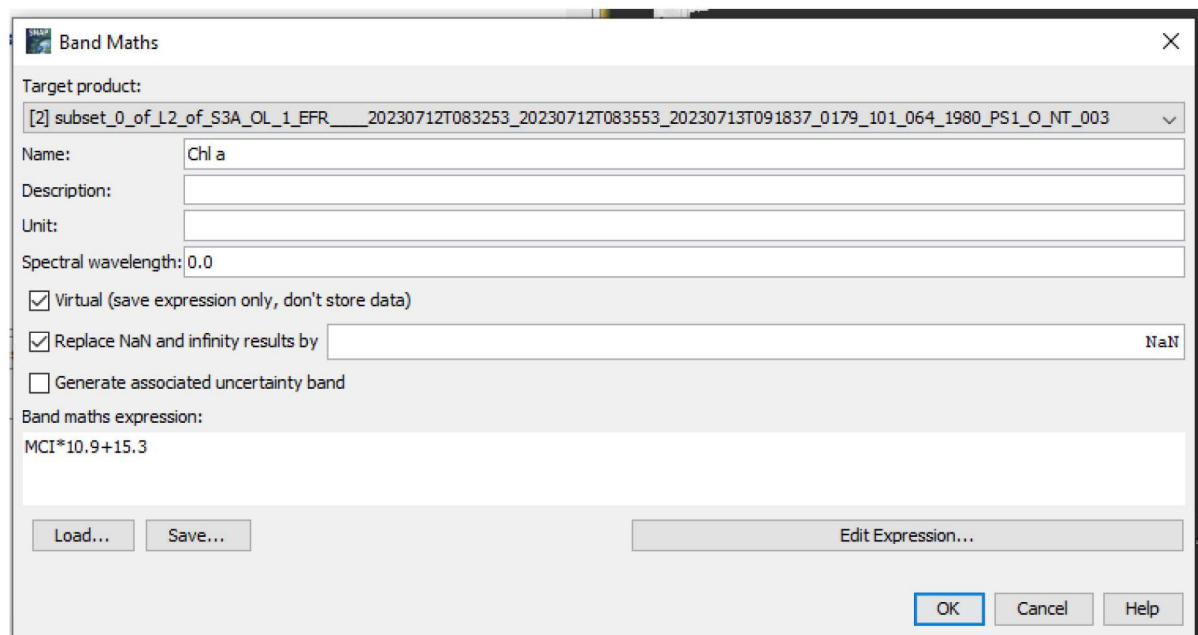 SNAP
Band Maths
Target product:
[2] subset_0_of_L2_of_S3A_OL_1_EFR____20230712T083253_20230712T083553_20230713T091837_0179_101_064_1980_PS1_O_NT_003
Name: Chl a
Description:
Unit:
Spectral wavelength: 0.0
Virtual (save expression only, don't store data)
Replace NaN and infinity results by NaN
Generate associated uncertainty band
Band maths expression:
MCI*10.9+15.3
Load... Save... Edit Expression...
OK Cancel Help